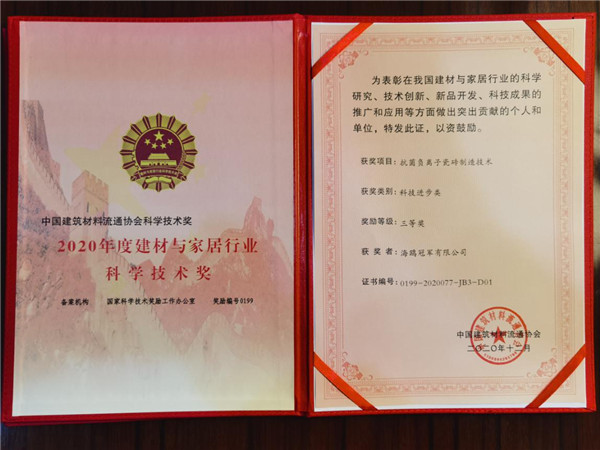 中国建筑材料流通协会科学技术奖
2020年度建材与家居行业
科学技术奖
备案机构 国家科学技术奖励工作办公室 奖励编号0199
为表彰在我国建材与家居行业的科学
研究、技术创新、新品开发、科技成果的
推广和应用等方面做出突出贡献的个人和
单位，特发此证，以资鼓励。
获奖项目：抗菌负离子瓷砖制造技术
获奖类别：科技进步类
奖励等级：三等奖
获奖者：海鸥冠军有限公司
证书编号：0199-2020077-JB3-D01
中国建筑材料流通协会
二〇二〇年十二月